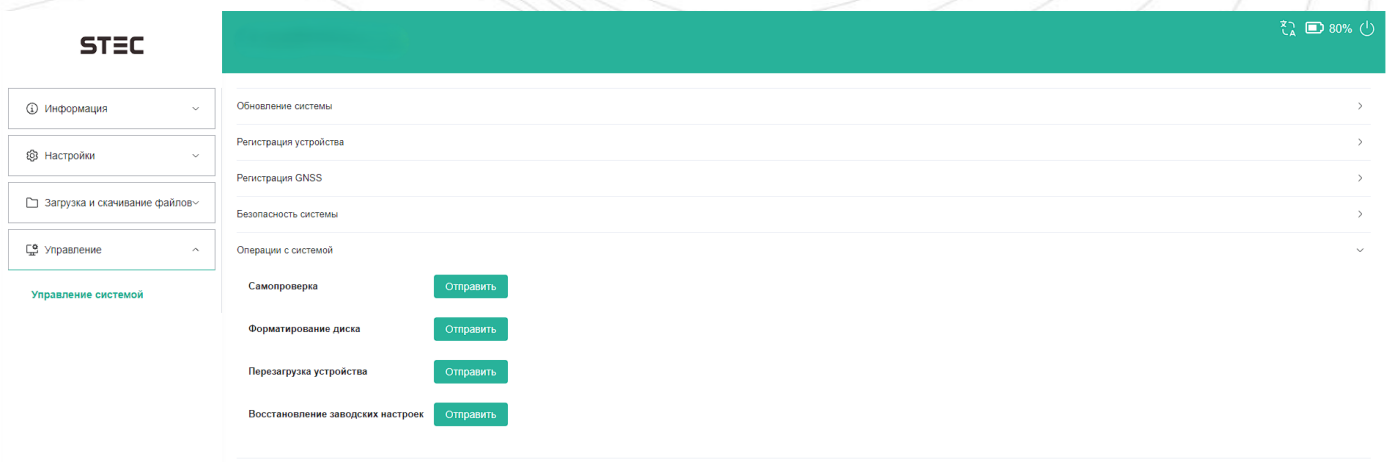 STEC
80%
Информация
Настройки
Загрузка и скачивание файлов
Управление
Управление системой
Обновление системы
Регистрация устройства
Регистрация GNSS
Безопасность системы
Операции с системой
Самопроверка Отправить
Форматирование диска Отправить
Перезагрузка устройства Отправить
Восстановление заводских настроек Отправить